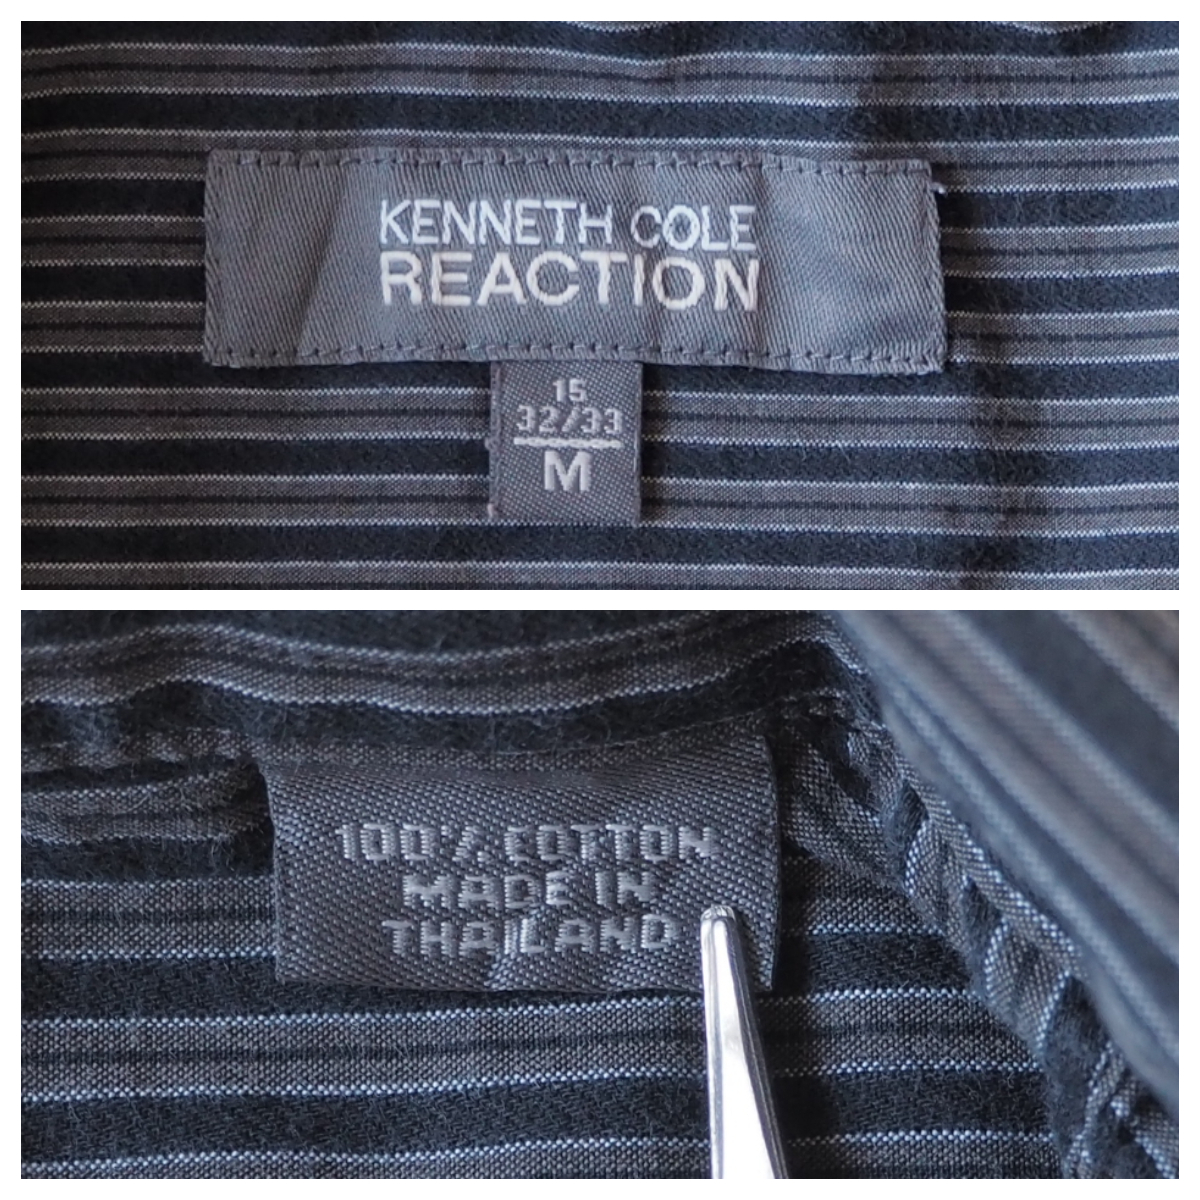 KENNETH COLE
REACTION
15
32/33
M
100% COTTON
MADE IN
THAILAND